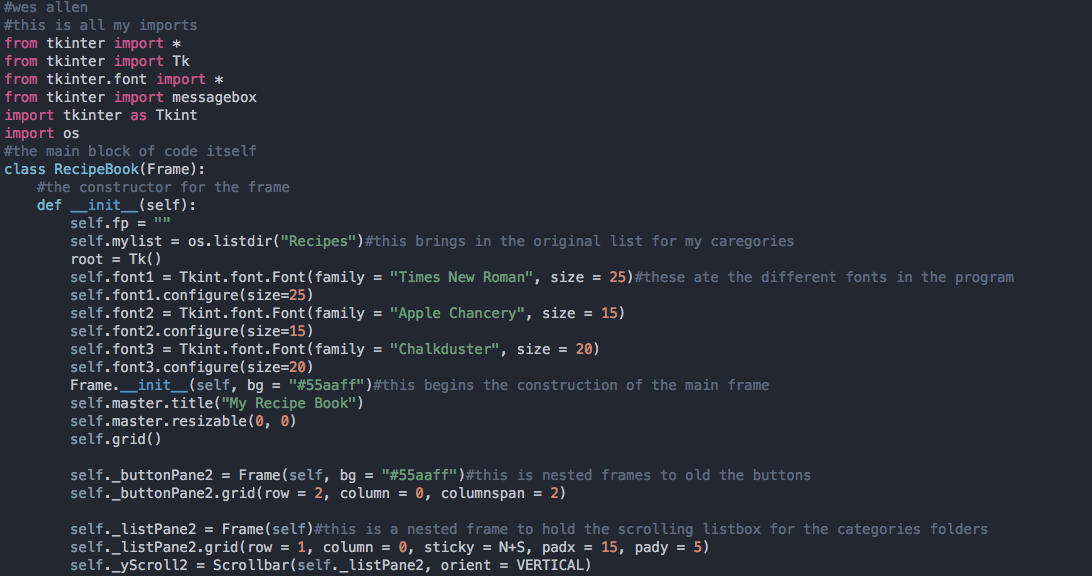 #wes allen
#this is all my imports
from tkinter import *
from tkinter import Tk
from tkinter.font import *
from tkinter import messagebox
import tkinter as Tkint
import os
#the main block of code itself
class RecipeBook(Frame):
    #the constructor for the frame
    def __init__(self):
        self.fp = ""
        self.mylist = os.listdir("Recipes")#this brings in the original list for my caregories
        root = Tk()
        self.font1 = Tkint.font.Font(family = "Times New Roman", size = 25)#these ate the different fonts in the program
        self.font1.configure(size=25)
        self.font2 = Tkint.font.Font(family = "Apple Chancery", size = 15)
        self.font2.configure(size=15)
        self.font3 = Tkint.font.Font(family = "Chalkduster", size = 20)
        self.font3.configure(size=20)
        Frame.__init__(self, bg = "#55aaff")#this begins the construction of the main frame
        self.master.title("My Recipe Book")
        self.master.resizable(0, 0)
        self.grid()

        self._buttonPane2 = Frame(self, bg = "#55aaff")#this is nested frames to old the buttons
        self._buttonPane2.grid(row = 2, column = 0, columnspan = 2)

        self._listPane2 = Frame(self)#this is a nested frame to hold the scrolling listbox for the categories folders
        self._listPane2.grid(row = 1, column = 0, sticky = N+S, padx = 15, pady = 5)
        self._yScroll2 = Scrollbar(self._listPane2, orient = VERTICAL)